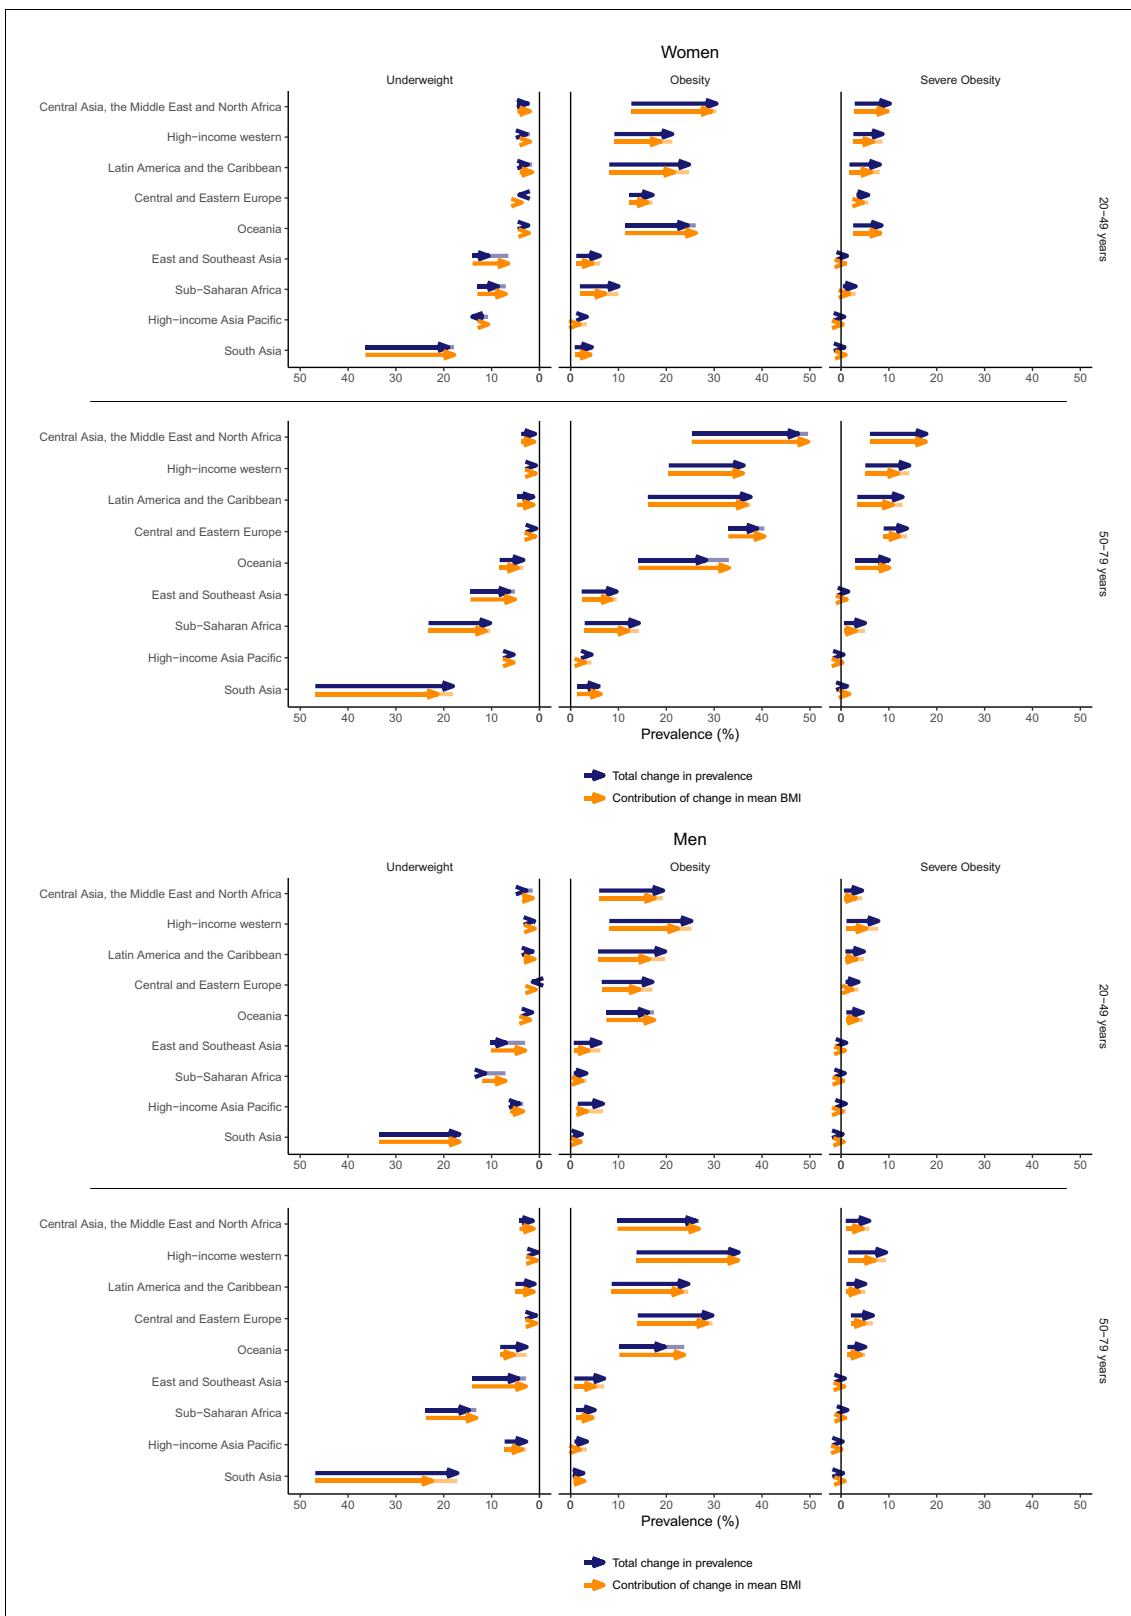 Women
Underweight Obesity Severe Obesity
Central Asia, the Middle East and North Africa
High−income western
Latin America and the Caribbean
Central and Eastern Europe
Oceania
East and Southeast Asia
Sub−Saharan Africa
High−income Asia Pacific
South Asia
20−49 years
50 40 30 20 10 0 0 10 20 30 40 50 0 10 20 30 40 50
Central Asia, the Middle East and North Africa
High−income western
Latin America and the Caribbean
Central and Eastern Europe
Oceania
East and Southeast Asia
Sub−Saharan Africa
High−income Asia Pacific
South Asia
50−79 years
50 40 30 20 10 0 0 10 20 30 40 50 0 10 20 30 40 50
Prevalence (%)
Total change in prevalence
Contribution of change in mean BMI
Men
Underweight Obesity Severe Obesity
Central Asia, the Middle East and North Africa
High−income western
Latin America and the Caribbean
Central and Eastern Europe
Oceania
East and Southeast Asia
Sub−Saharan Africa
High−income Asia Pacific
South Asia
20−49 years
50 40 30 20 10 0 0 10 20 30 40 50 0 10 20 30 40 50
Central Asia, the Middle East and North Africa
High−income western
Latin America and the Caribbean
Central and Eastern Europe
Oceania
East and Southeast Asia
Sub−Saharan Africa
High−income Asia Pacific
South Asia
50−79 years
50 40 30 20 10 0 0 10 20 30 40 50 0 10 20 30 40 50
Prevalence (%)
Total change in prevalence
Contribution of change in mean BMI